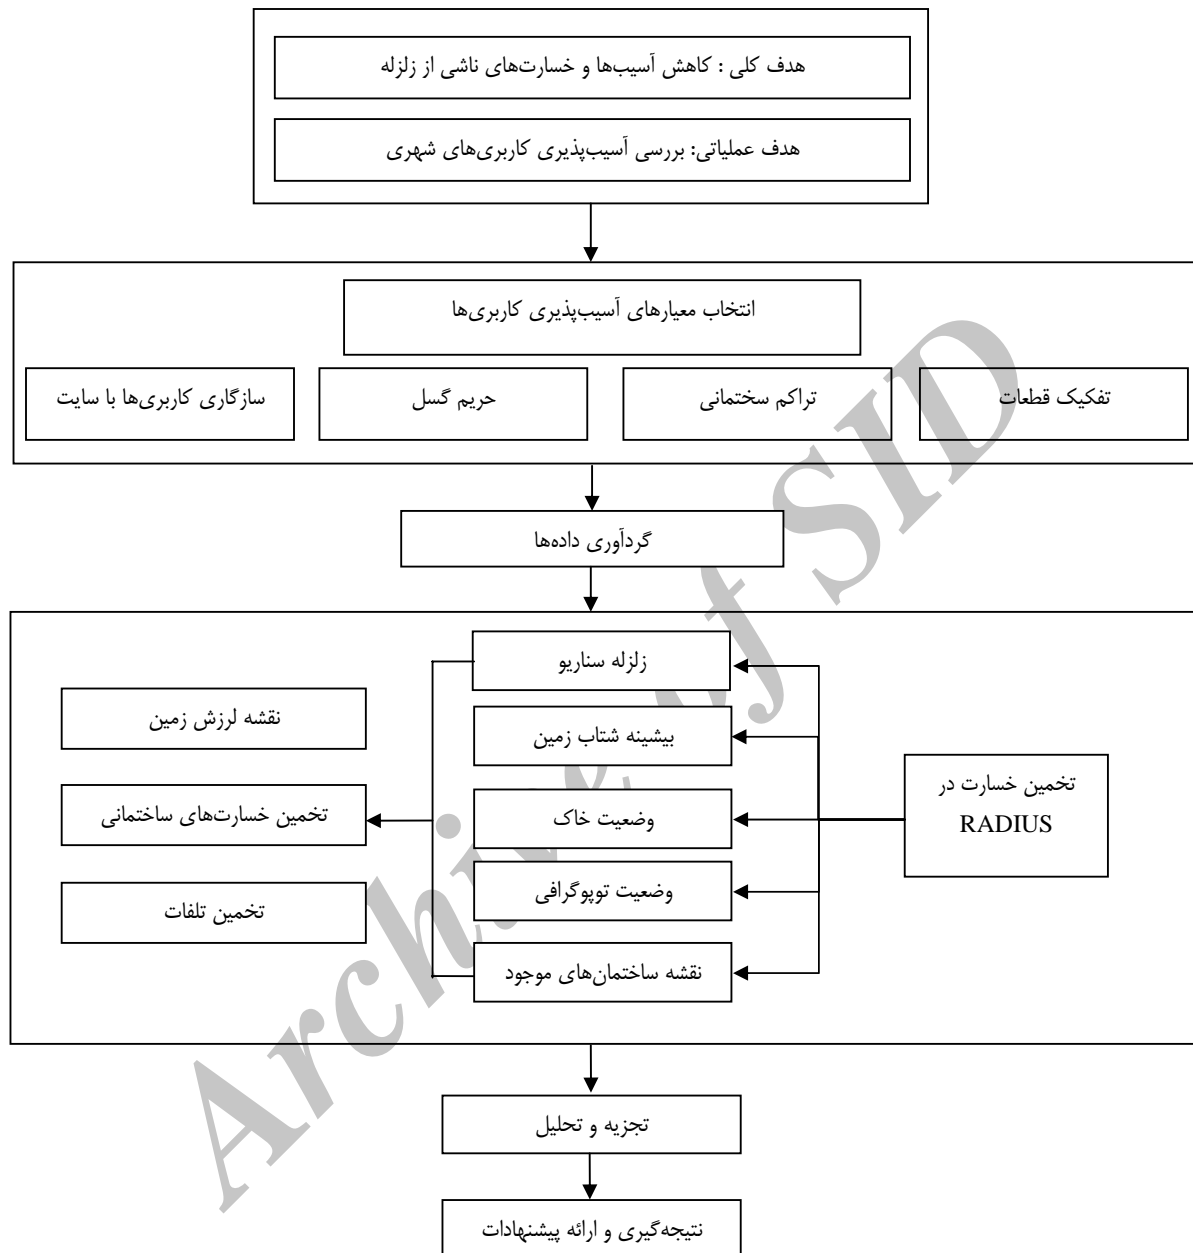 هدف کلی : کاهش آسیب‌ها و خسارت‌های ناشی از زلزله
هدف عملیاتی: بررسی آسیب‌پذیری کاربری‌های شهری
انتخاب معیارهای آسیب‌پذیری کاربری‌ها
تفکیک قطعات
تراکم سختمانی
حریم گسل
سازگاری کاربری‌ها با سایت
گردآوری داده‌ها
تخمین خسارت در
RADIUS
زلزله سناریو
بیشینه شتاب زمین
وضعیت خاک
وضعیت توپوگرافی
نقشه ساختمان‌های موجود
نقشه لرزش زمین
تخمین خسارت‌های ساختمانی
تخمین تلفات
تجزیه و تحلیل
نتیجه‌گیری و ارائه پیشنهادات
Archive of SID